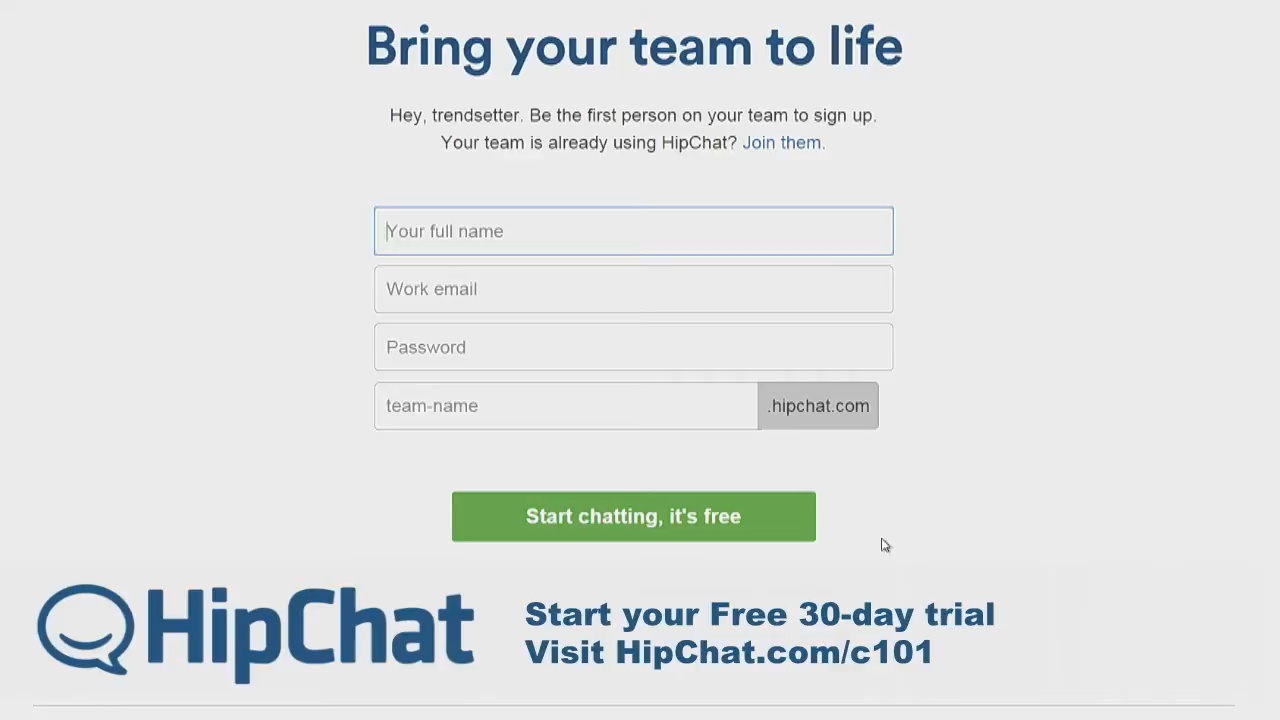 Bring your team to life
Hey, trendsetter. Be the first person on your team to sign up.
Your team is already using HipChat? Join them.
Your full name
Work email
Password
team-name .hipchat.com
Start chatting, it's free
HipChat
Start your Free 30-day trial
Visit HipChat.com/c101